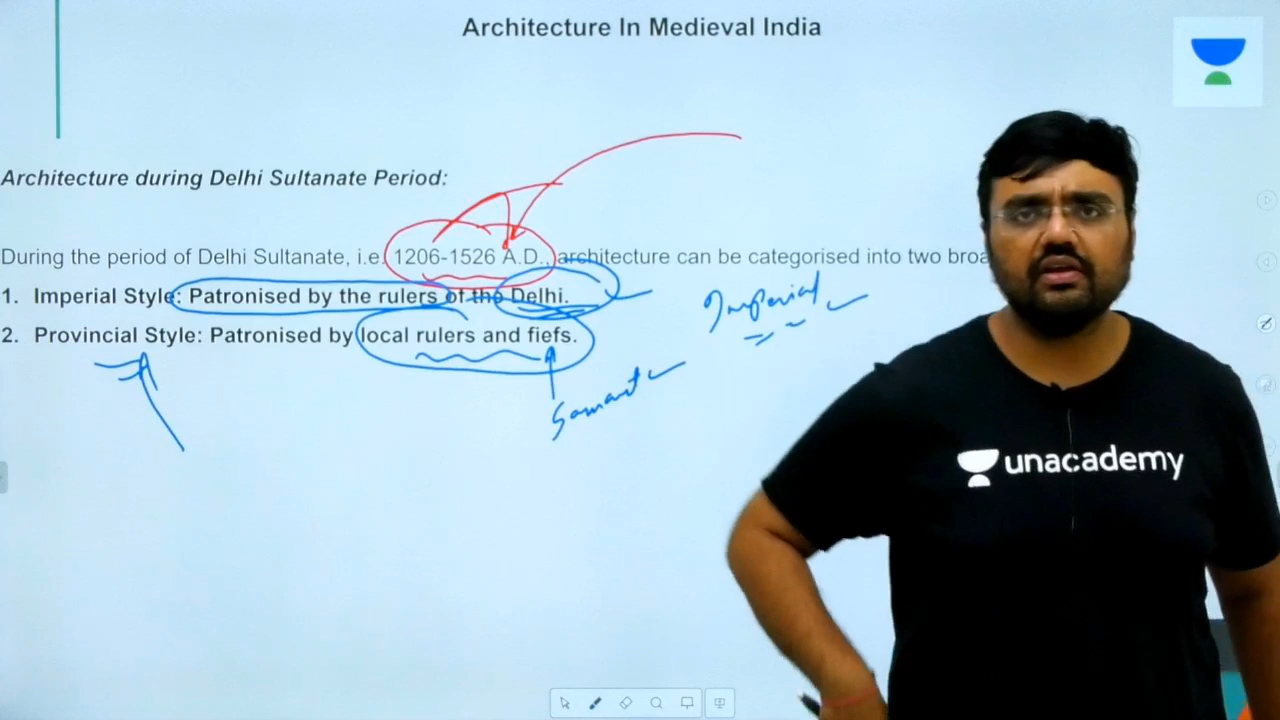 Architecture In Medieval India
Architecture during Delhi Sultanate Period:
During the period of Delhi Sultanate, i.e. 1206-1526 A.D., architecture can be categorised into two broa
1. Imperial Style: Patronised by the rulers of the Delhi.
Imperial
2. Provincial Style: Patronised by local rulers and fiefs.
Samant
unacademy